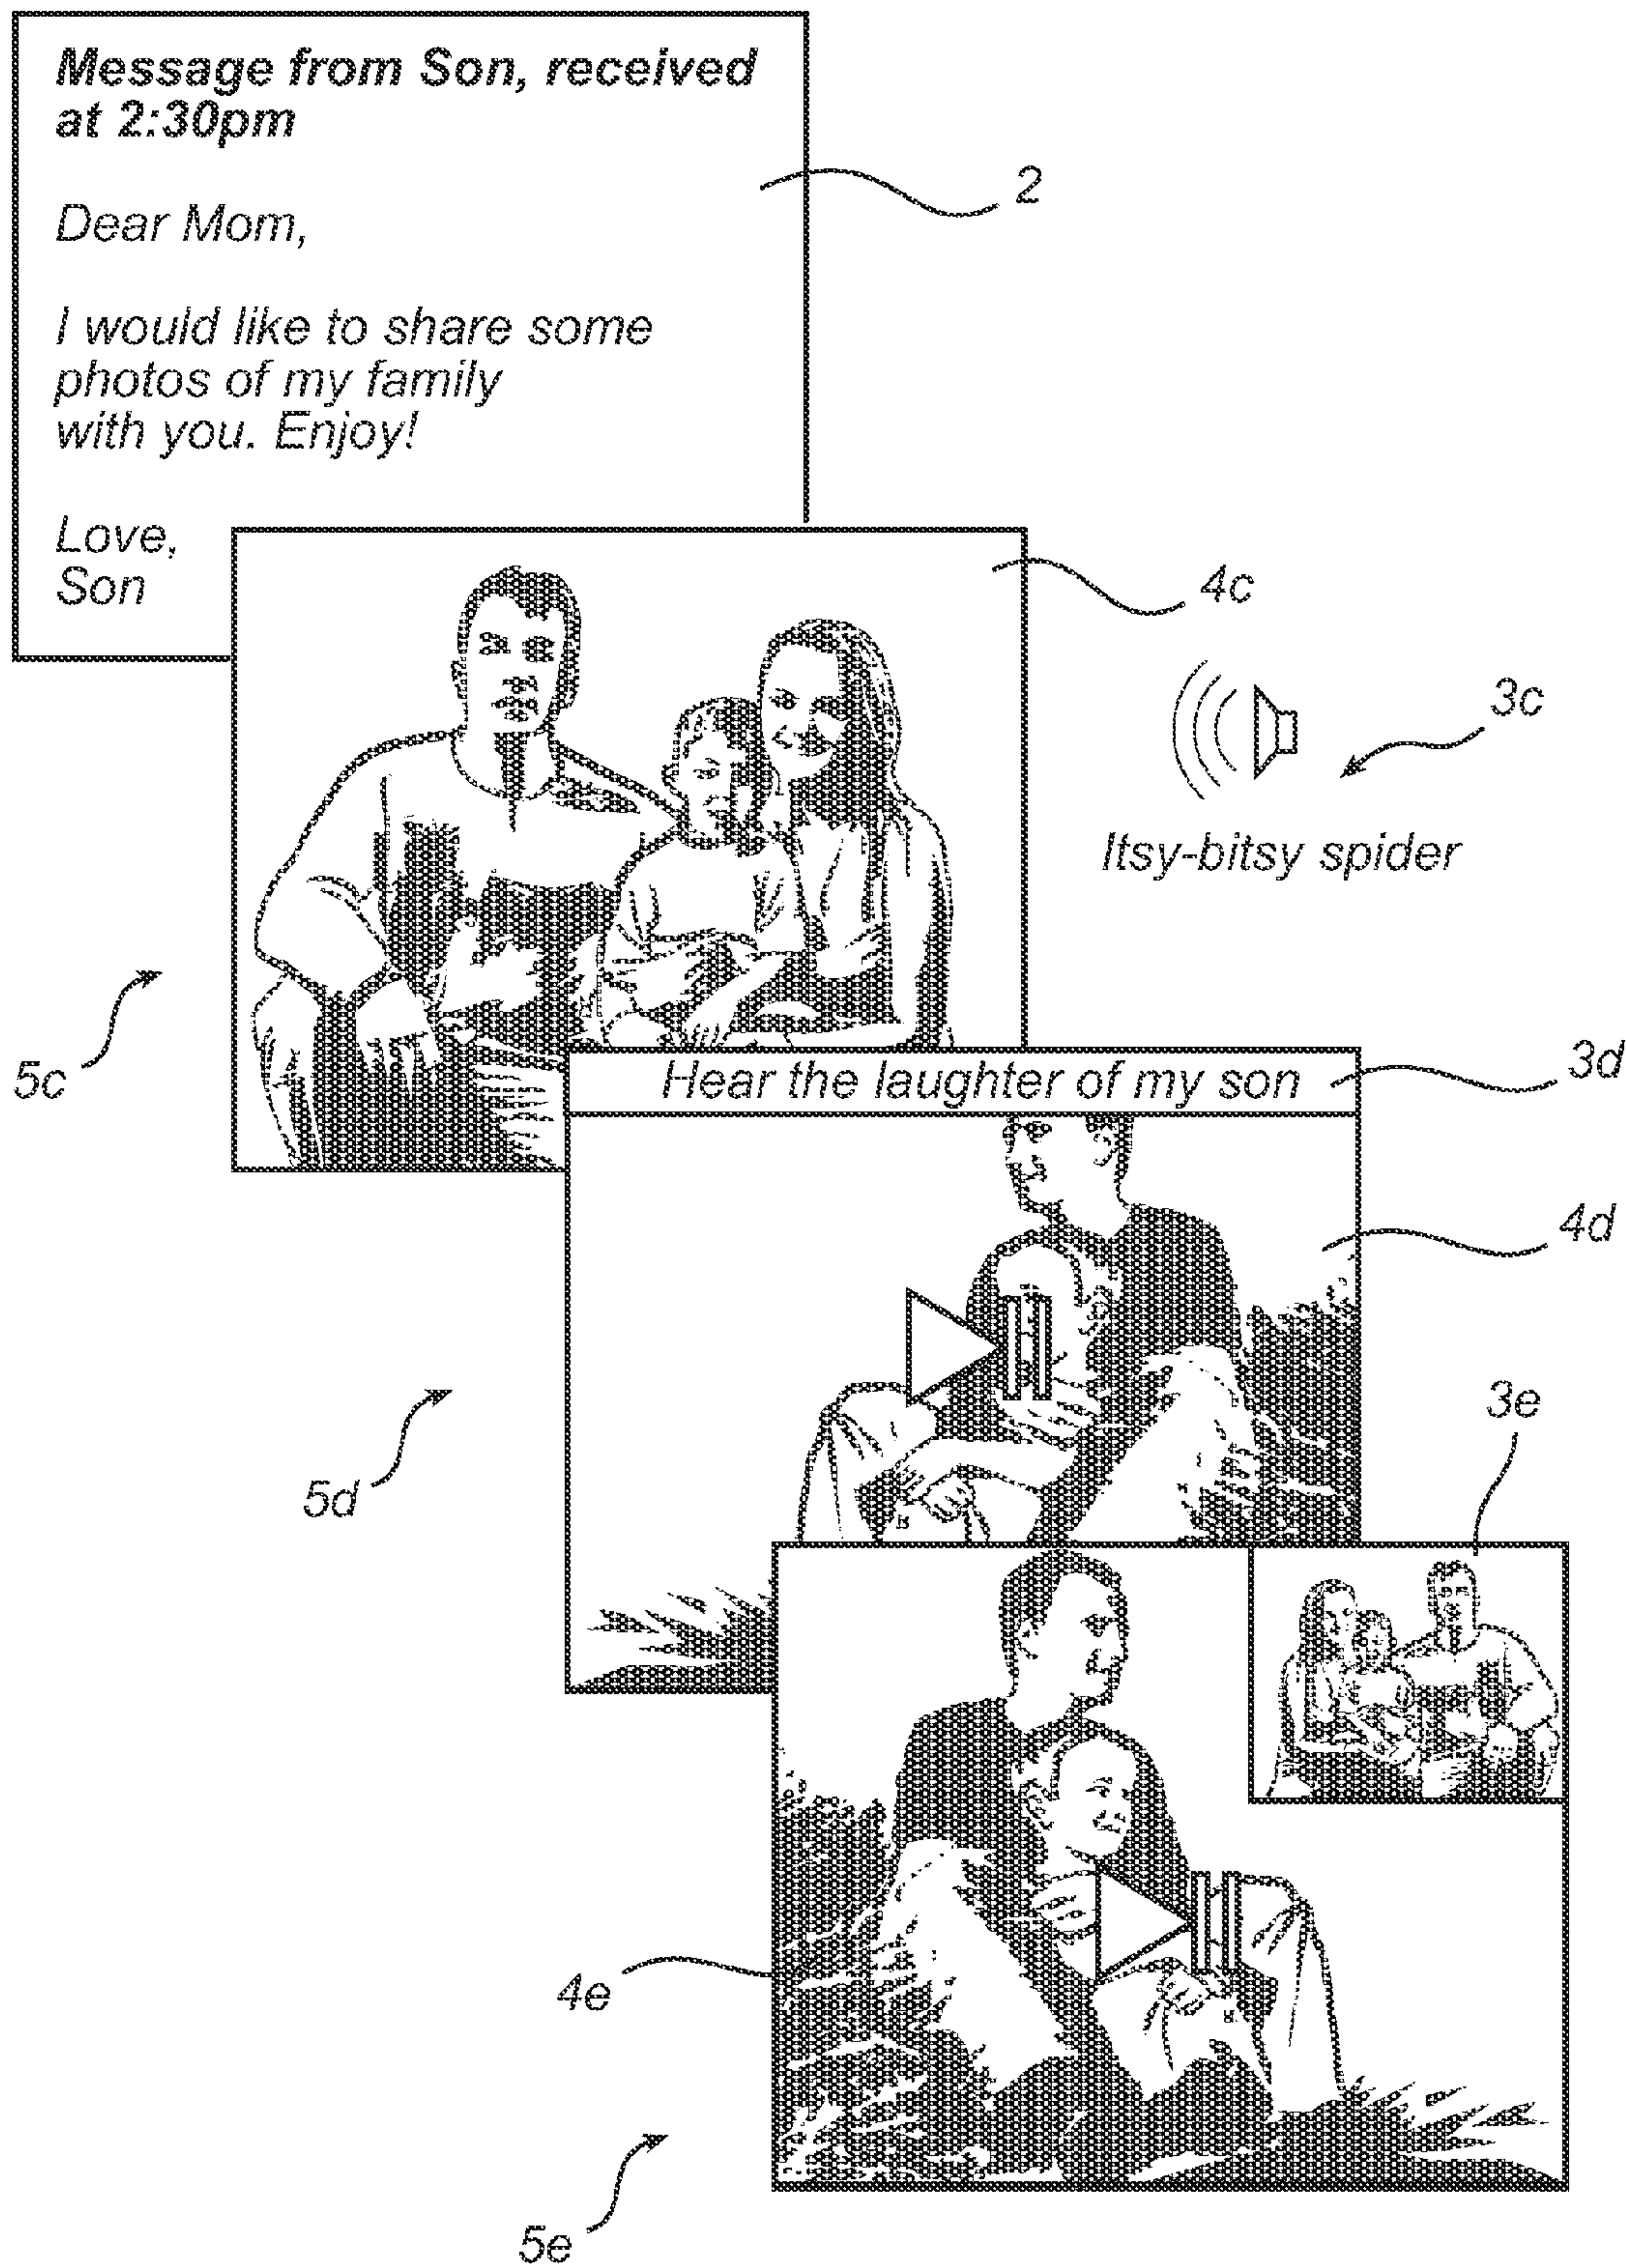 Message from Son, received
at 2:30pm
2
Dear Mom,
I would like to share some
photos of my family
with you. Enjoy!
Love,
Son
4c
3c
Itsy-bitsy spider
5c
Hear the laughter of my son
3d
4d
3e
5d
4e
5e